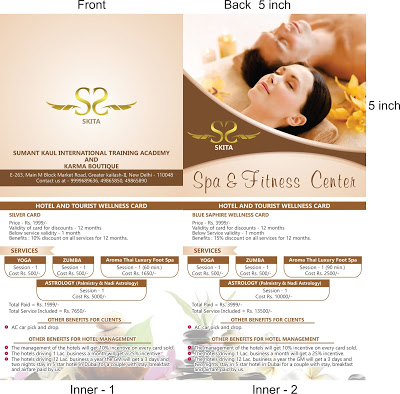 Front
Back 5 inch
5 inch
SKITA
SUMANT KAUL INTERNATIONAL TRAINING ACADEMY
AND
KARMA BOUTIQUE
E-263, Main M Block Market Road, Greater kailash-II, New Delhi - 110048
Contact us at - 9999689636, 49865850, 49865890
SKITA
Spa & Fitness Center
HOTEL AND TOURIST WELLNESS CARD
SILVER CARD
Price - Rs. 1999/-
Validity of card for discounts - 12 months
Below service validity - 1 month
Benefits : 10% discount on all services for 12 months.
SERVICES
YOGA
Session - 1
Cost Rs. 500/-
ZUMBA
Session - 1
Cost Rs. 500/-
Aroma Thai Luxury Foot Spa
Session - 1 (60 min.)
Cost Rs. 1650/-
ASTROLOGY (Palmistry & Nadi Astrology)
Session - 1
Cost Rs. 5000/-
Total Paid = Rs. 1999/-
Total Service Included = Rs. 7650/-
OTHER BENEFITS FOR CLIENTS
AC car pick and drop.
OTHER BENEFITS FOR HOTEL MANAGEMENT
The management of the hotels will get 10% incentive on every card sold.
The hotels driving 1 Lac. business a month will get a 25% incentive.
The hotels driving 12 Lac. business a year the GM will get a 3 days and
two nights stay in 5 star hotel in Dubai for a couple with stay, breakfast
and airfare paid by us.
HOTEL AND TOURIST WELLNESS CARD
BLUE SAPHIRE WELLNESS CARD
Price - Rs. 3999/-
Validity of card for discounts - 12 months
Below Service validity - 1 month
Benefits : 15% discount on all services for 12 months.
SERVICES
YOGA
Session - 1
Cost Rs. 500/-
ZUMBA
Session - 1
Cost Rs. 500/-
Aroma Thai Luxury Foot Spa
Session - 1 (90 min.)
Cost Rs. 2500/-
ASTROLOGY (Palmistry & Nadi Astrology)
Session - 1
Cost Rs. 10000/-
Total Paid = Rs. 3999/-
Total Service Included = Rs. 13500/-
OTHER BENEFITS FOR CLIENTS
AC car pick and drop.
OTHER BENEFITS FOR HOTEL MANAGEMENT
The management of the hotels will get 10% incentive on every card sold.
The hotels driving 1 Lac. business a month will get a 25% incentive.
The hotels driving 12 Lac. business a year the GM will get a 3 days and
two nights stay in 5 star hotel in Dubai for a couple with stay, breakfast
and airfare paid by us.
Inner - 1
Inner - 2